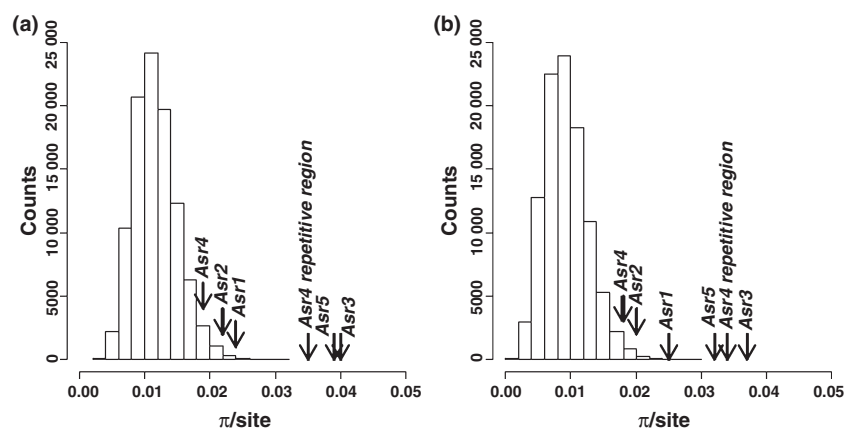 (a)
Counts
25 000
20 000
15 000
10 000
5000
0
Asr4
Asr2
Asr1
Asr4 repetitive region
Asr5
Asr3
0.00 0.01 0.02 0.03 0.04 0.05
π/site
(b)
Counts
25 000
20 000
15 000
10 000
5000
0
Asr4
Asr2
Asr1
Asr5
Asr4 repetitive region
Asr3
0.00 0.01 0.02 0.03 0.04 0.05
π/site